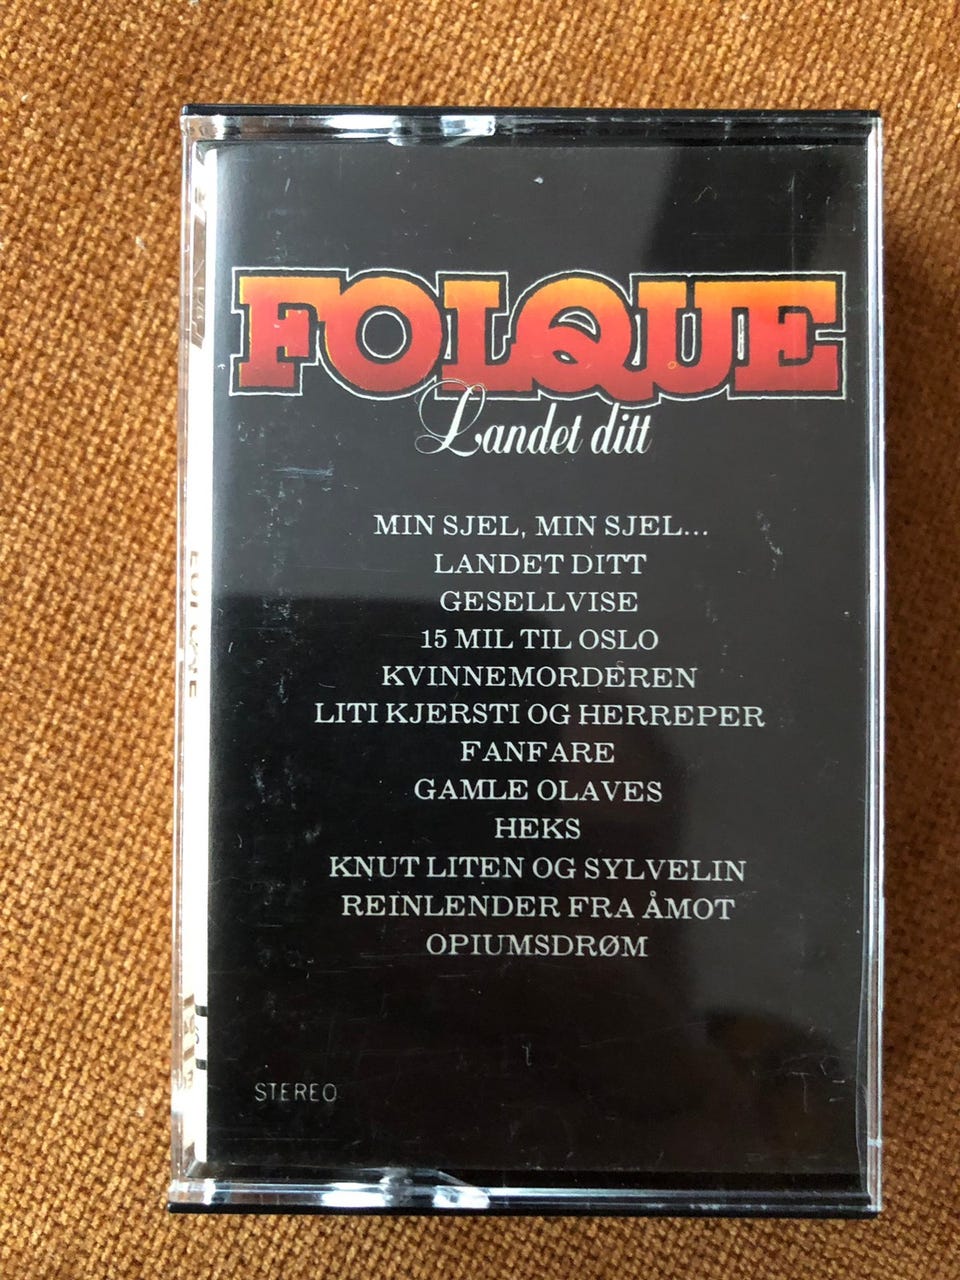 FOLQUE
Landet ditt
MIN SJEL, MIN SJEL...
LANDET DITT
GESELLVISE
15 MIL TIL OSLO
KVINNEMORDEREN
LITI KJERSTI OG HERREPER
FANFARE
GAMLE OLAVES
HEKS
KNUT LITEN OG SYLVELIN
REINLENDER FRA ÅMOT
OPIUMSDRØM
STEREO
FOLQUE